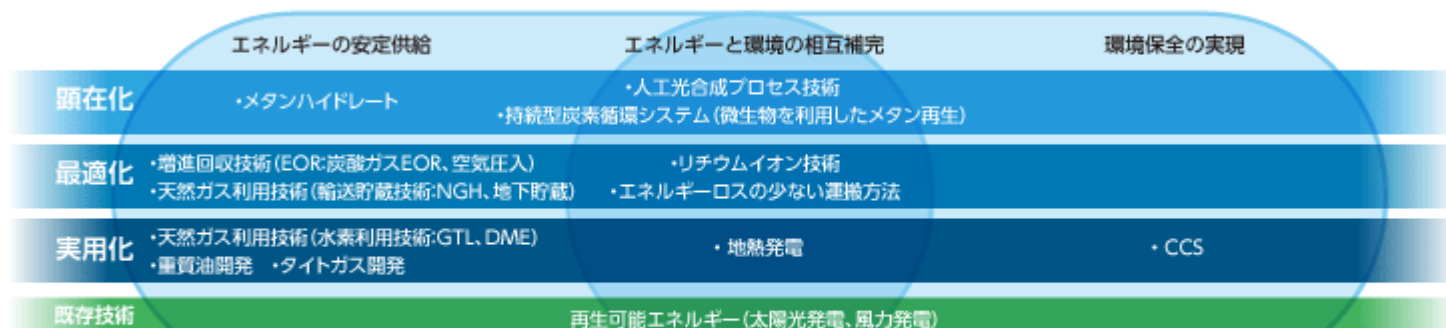 エネルギーの安定供給
エネルギーと環境の相互補完
環境保全の実現
顕在化
・メタンハイドレート
・人工光合成プロセス技術
・持続型炭素循環システム(微生物を利用したメタン再生)
最適化
・増進回収技術(EOR:炭酸ガスEOR、空気圧入)
・天然ガス利用技術(輸送貯蔵技術:NGH、地下貯蔵)
・リチウムイオン技術
・エネルギーロスの少ない運搬方法
実用化
・天然ガス利用技術(水素利用技術:GTL、DME)
・重質油開発 ・タイトガス開発
・地熱発電
・CCS
既存技術
再生可能エネルギー(太陽光発電、風力発電)